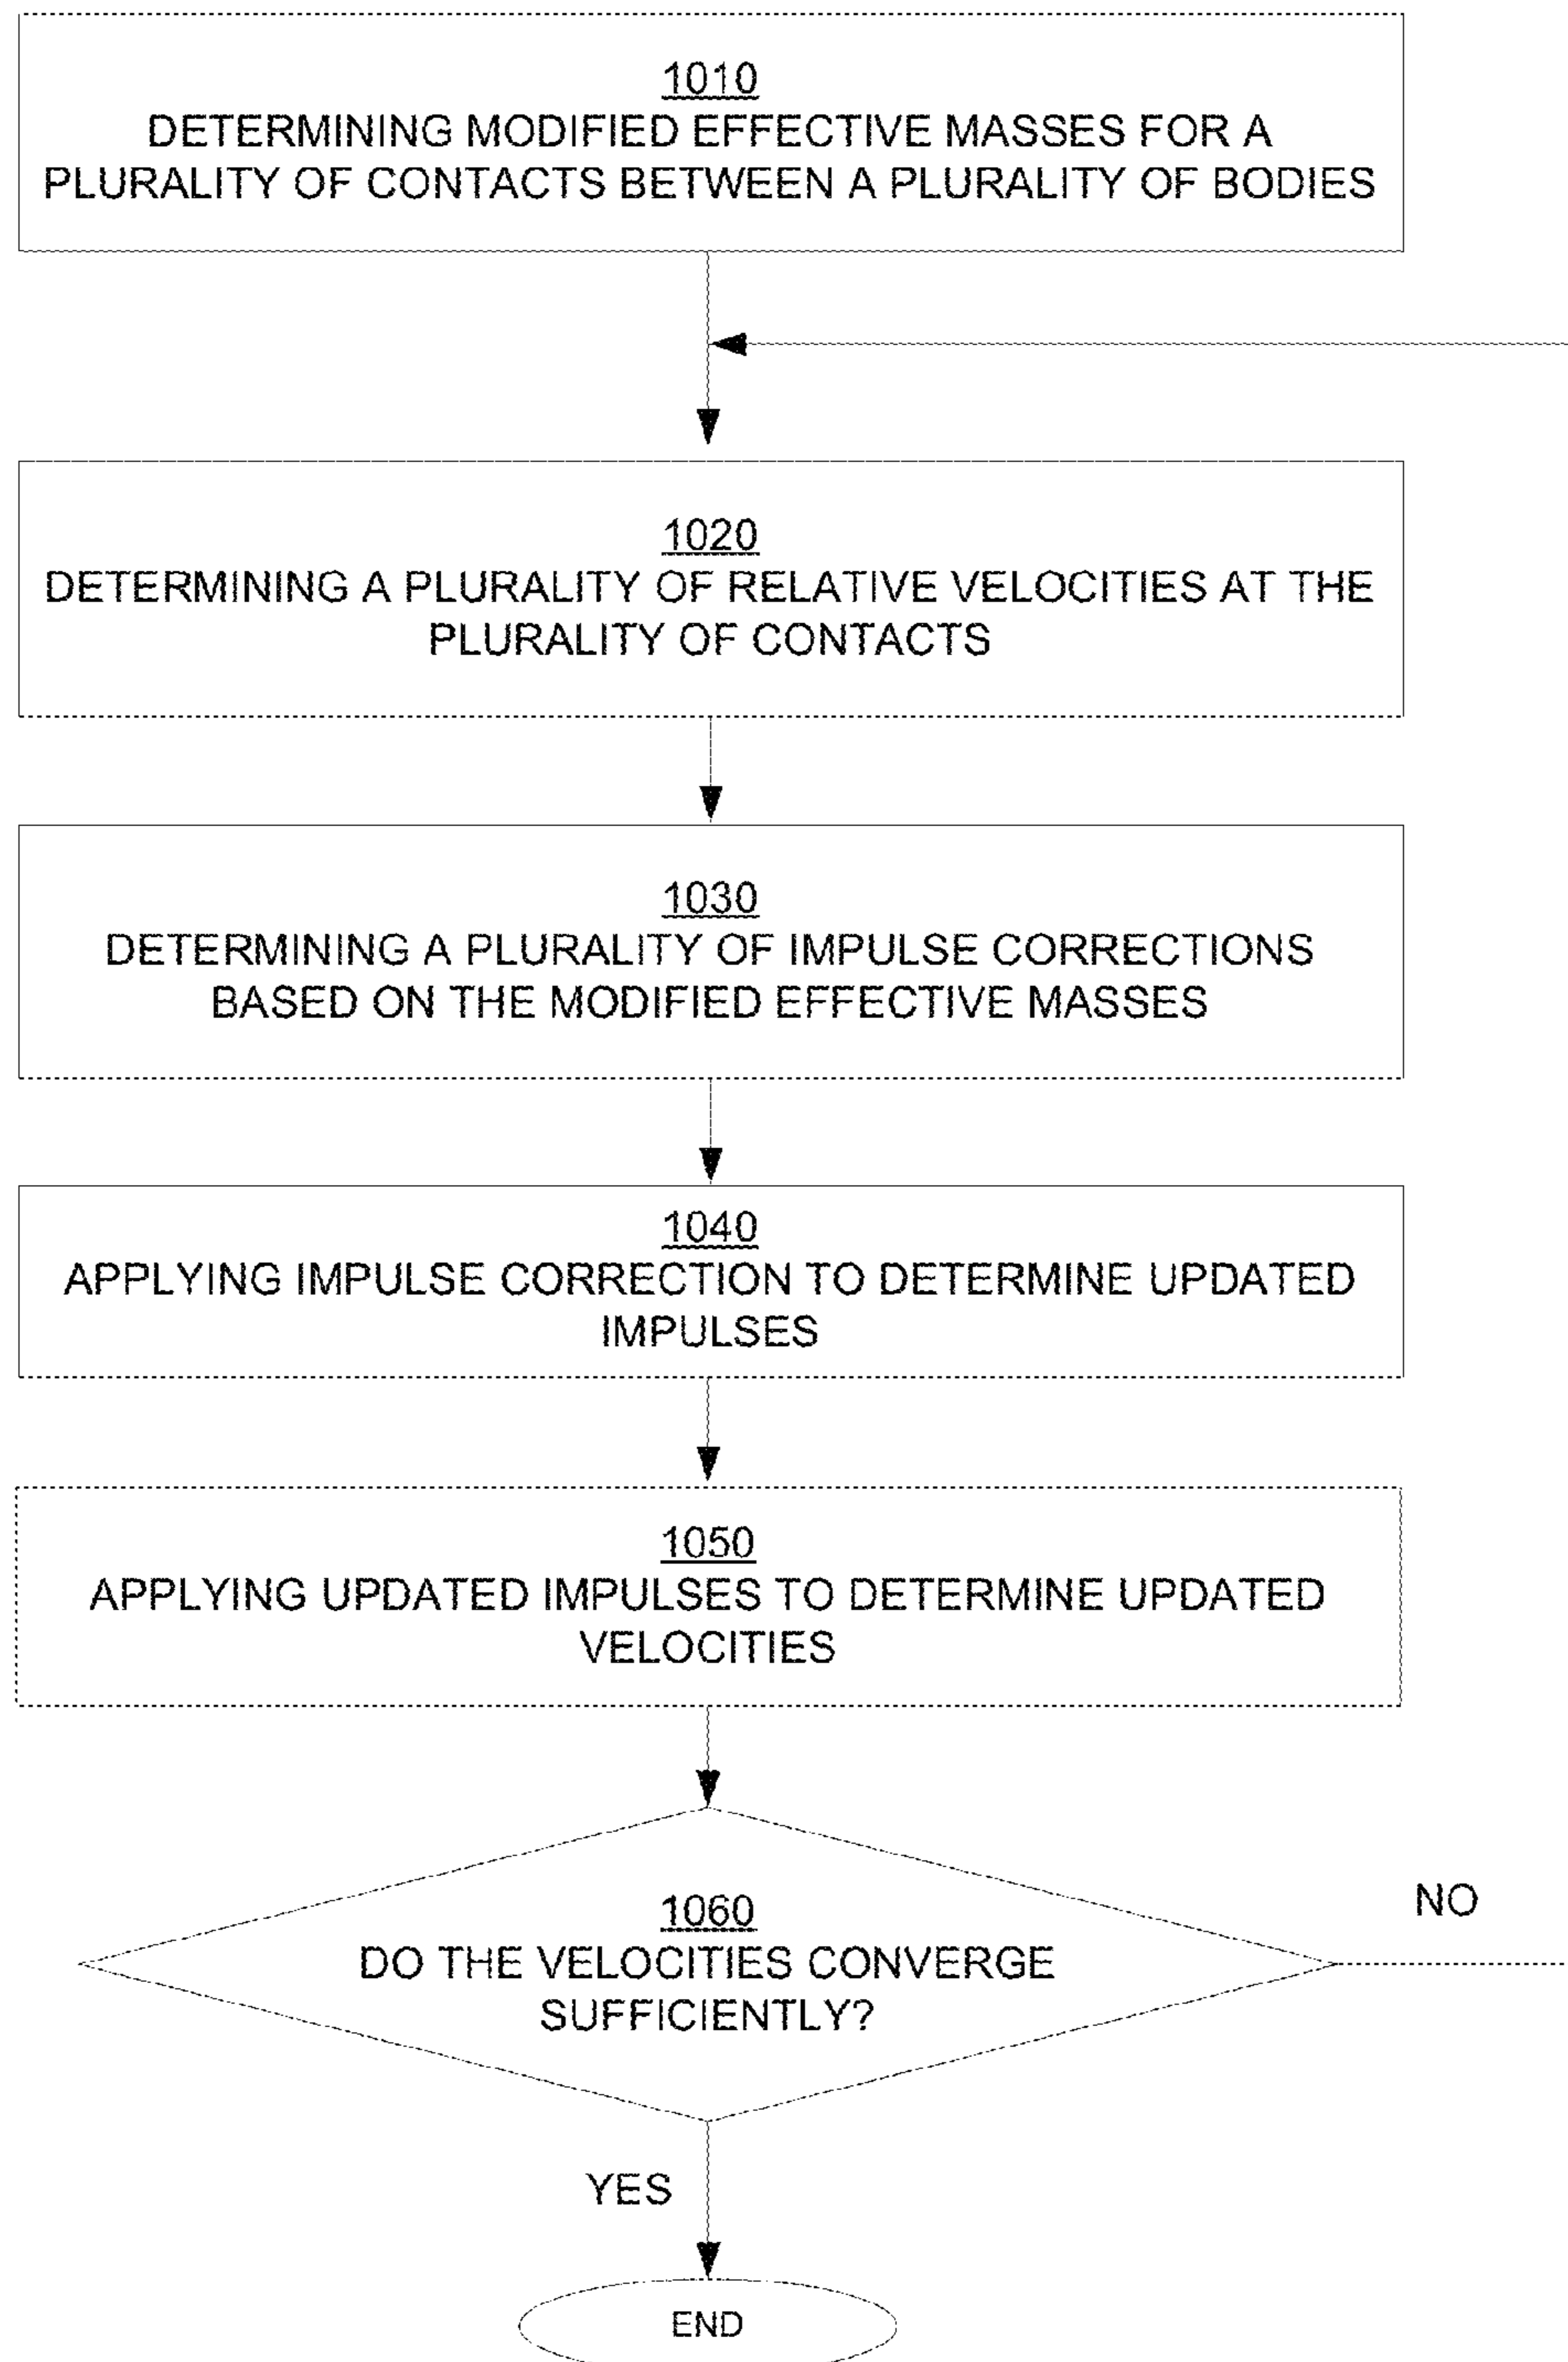 1010
DETERMINING MODIFIED EFFECTIVE MASSES FOR A
PLURALITY OF CONTACTS BETWEEN A PLURALITY OF BODIES
1020
DETERMINING A PLURALITY OF RELATIVE VELOCITIES AT THE
PLURALITY OF CONTACTS
1030
DETERMINING A PLURALITY OF IMPULSE CORRECTIONS
BASED ON THE MODIFIED EFFECTIVE MASSES
1040
APPLYING IMPULSE CORRECTION TO DETERMINE UPDATED
IMPULSES
1050
APPLYING UPDATED IMPULSES TO DETERMINE UPDATED
VELOCITIES
1060
DO THE VELOCITIES CONVERGE
SUFFICIENTLY?
NO
YES
END